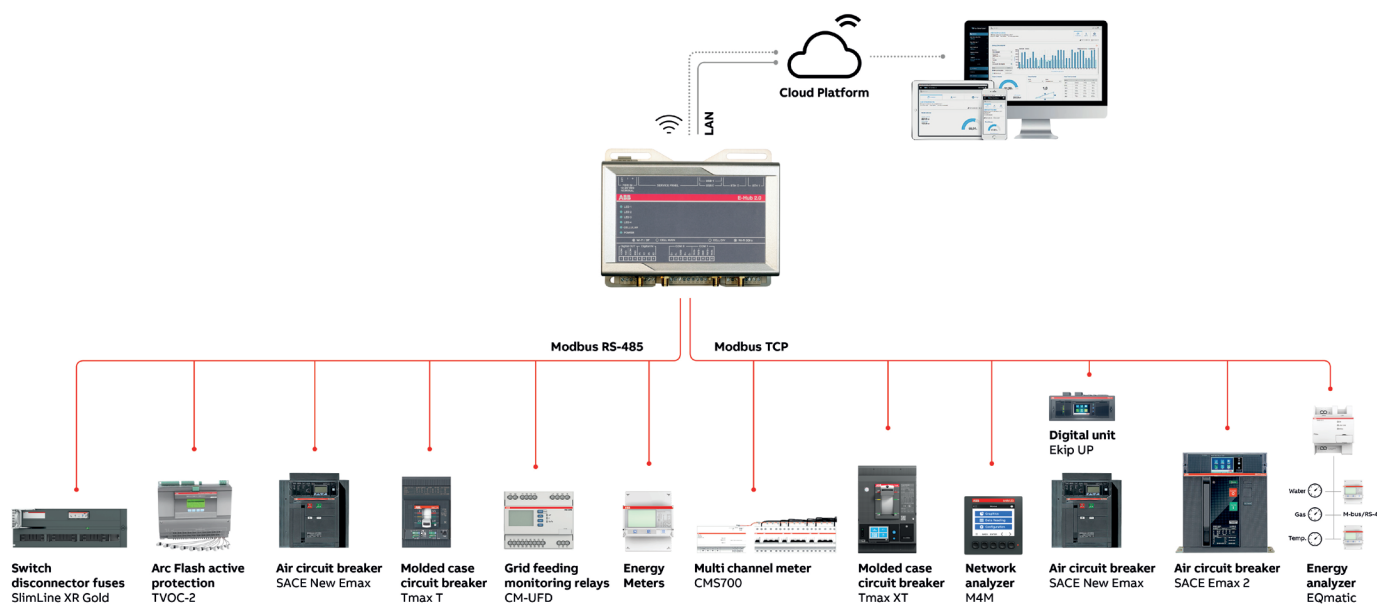 Cloud Platform
LAN
ABB
E-Hub 2.0
Modbus RS-485
Modbus TCP
Digital unit
Ekip UP
Water
Gas
M-bus/RS-4
Temp.
Switch
disconnector fuses
SlimLine XR Gold
Arc Flash active
protection
TVOC-2
Air circuit breaker
SACE New Emax
Molded case
circuit breaker
Tmax T
Grid feeding
monitoring relays
CM-UFD
Energy
Meters
Multi channel meter
CMS700
Molded case
circuit breaker
Tmax XT
Network
analyzer
M4M
Air circuit breaker
SACE New Emax
Air circuit breaker
SACE Emax 2
Energy
analyzer
EQmatic